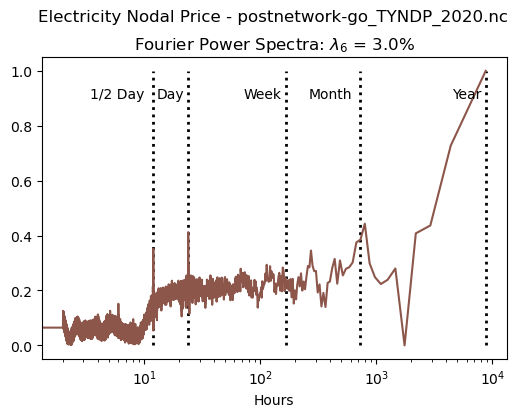 Electricity Nodal Price - postnetwork-go_TYNDP_2020.nc
Fourier Power Spectra: λ₆ = 3.0%
1.0
0.8
0.6
0.4
0.2
0.0
1/2 Day Day Week Month Year
10¹ 10² 10³ 10⁴
Hours